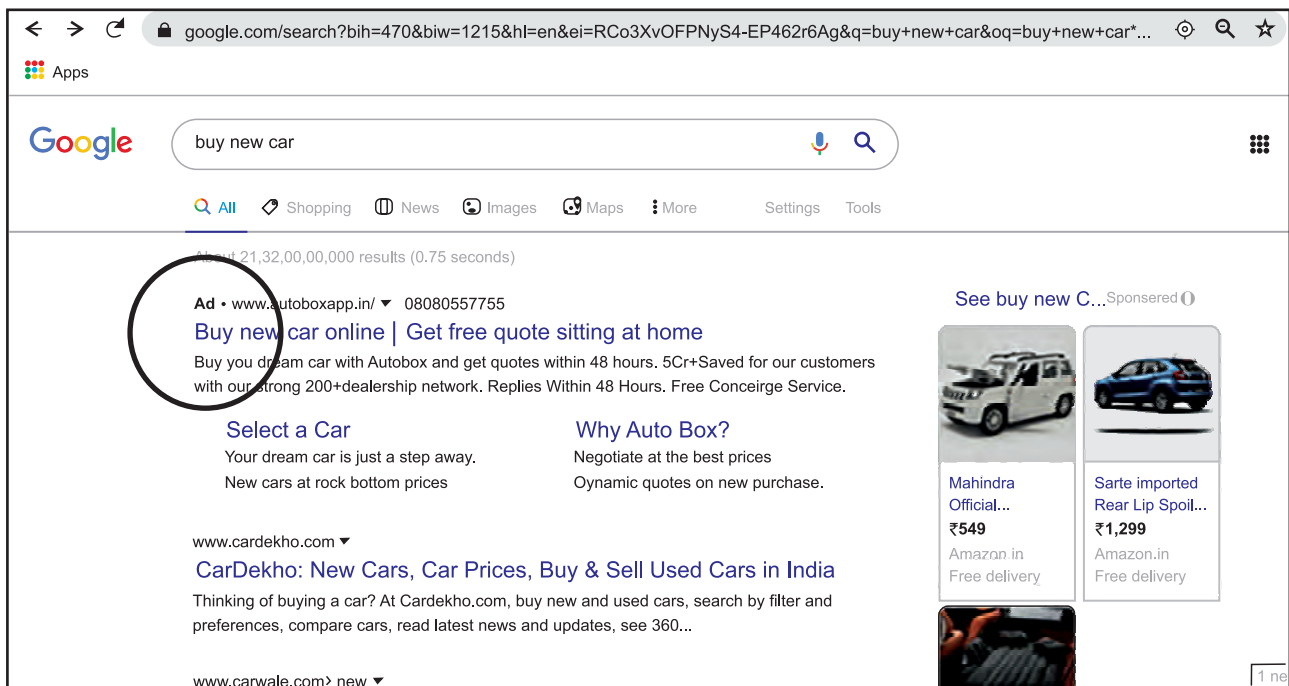 google.com/search?bih=470&biw=1215&hl=en&ei=RCo3XvOFPNyS4-EP462r6Ag&q=buy+new+car&oq=buy+new+car*...
Apps
Google
buy new car
All Shopping News Images Maps More Settings Tools
About 21,32,00,00,000 results (0.75 seconds)
Ad • www.autoboxapp.in/ 08080557755
Buy new car online | Get free quote sitting at home
Buy you dream car with Autobox and get quotes within 48 hours. 5Cr+Saved for our customers
with our strong 200+dealership network. Replies Within 48 Hours. Free Conceirge Service.
Select a Car
Your dream car is just a step away.
New cars at rock bottom prices
Why Auto Box?
Negotiate at the best prices
Oynamic quotes on new purchase.
www.cardekho.com
CarDekho: New Cars, Car Prices, Buy & Sell Used Cars in India
Thinking of buying a car? At Cardekho.com, buy new and used cars, search by filter and
preferences, compare cars, read latest news and updates, see 360...
www.carwale.com> new
See buy new C... Sponsered
Mahindra
Official...
₹549
Amazon.in
Free delivery
Sarte imported
Rear Lip Spoil...
₹1,299
Amazon.in
Free delivery
1 ne